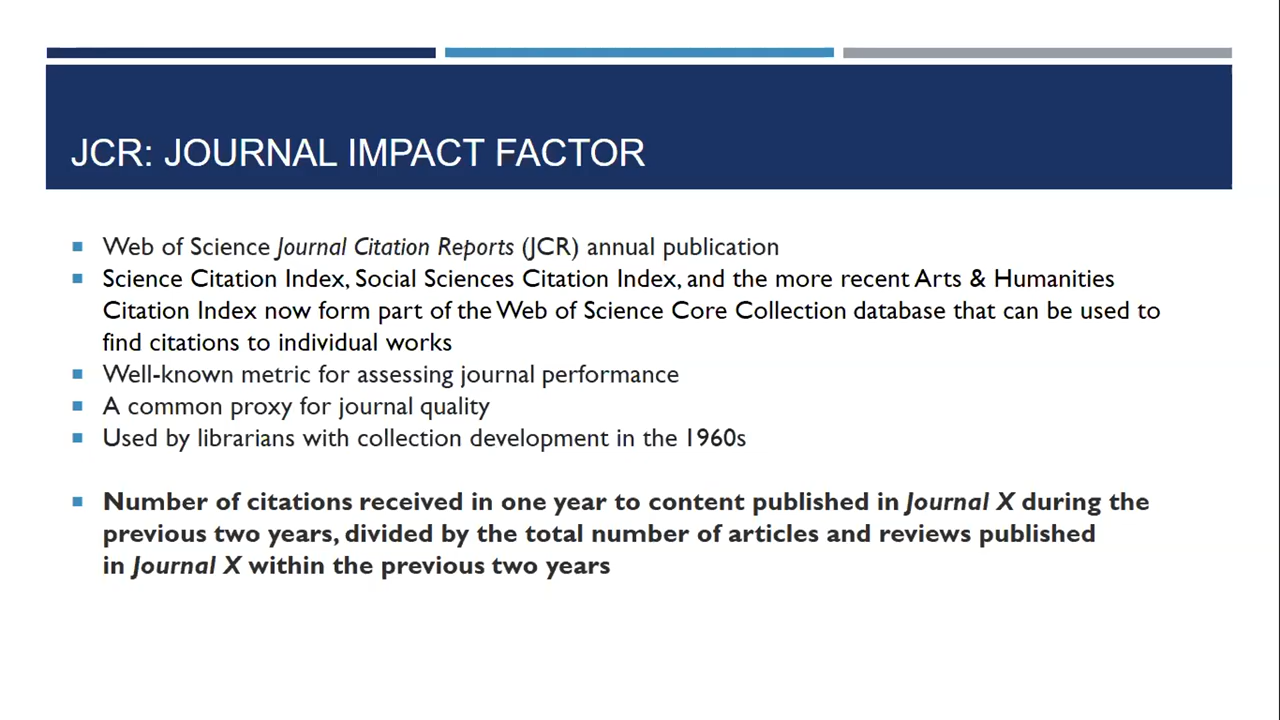 JCR: JOURNAL IMPACT FACTOR
Web of Science Journal Citation Reports (JCR) annual publication
Science Citation Index, Social Sciences Citation Index, and the more recent Arts & Humanities
Citation Index now form part of the Web of Science Core Collection database that can be used to
find citations to individual works
Well-known metric for assessing journal performance
A common proxy for journal quality
Used by librarians with collection development in the 1960s
Number of citations received in one year to content published in Journal X during the
previous two years, divided by the total number of articles and reviews published
in Journal X within the previous two years